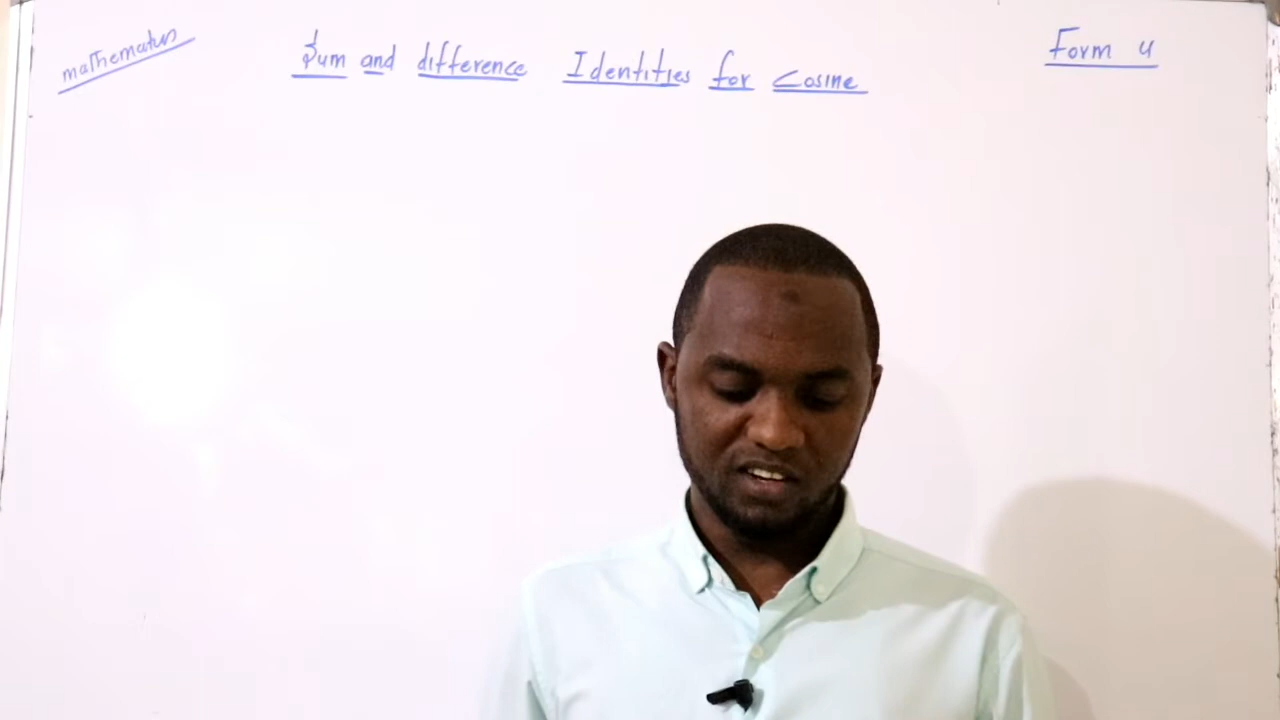 mathematics
Sum and difference Identities for Cosine
Form 4